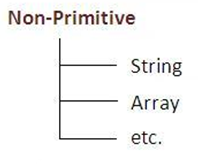 Non-Primitive
String
Array
etc.